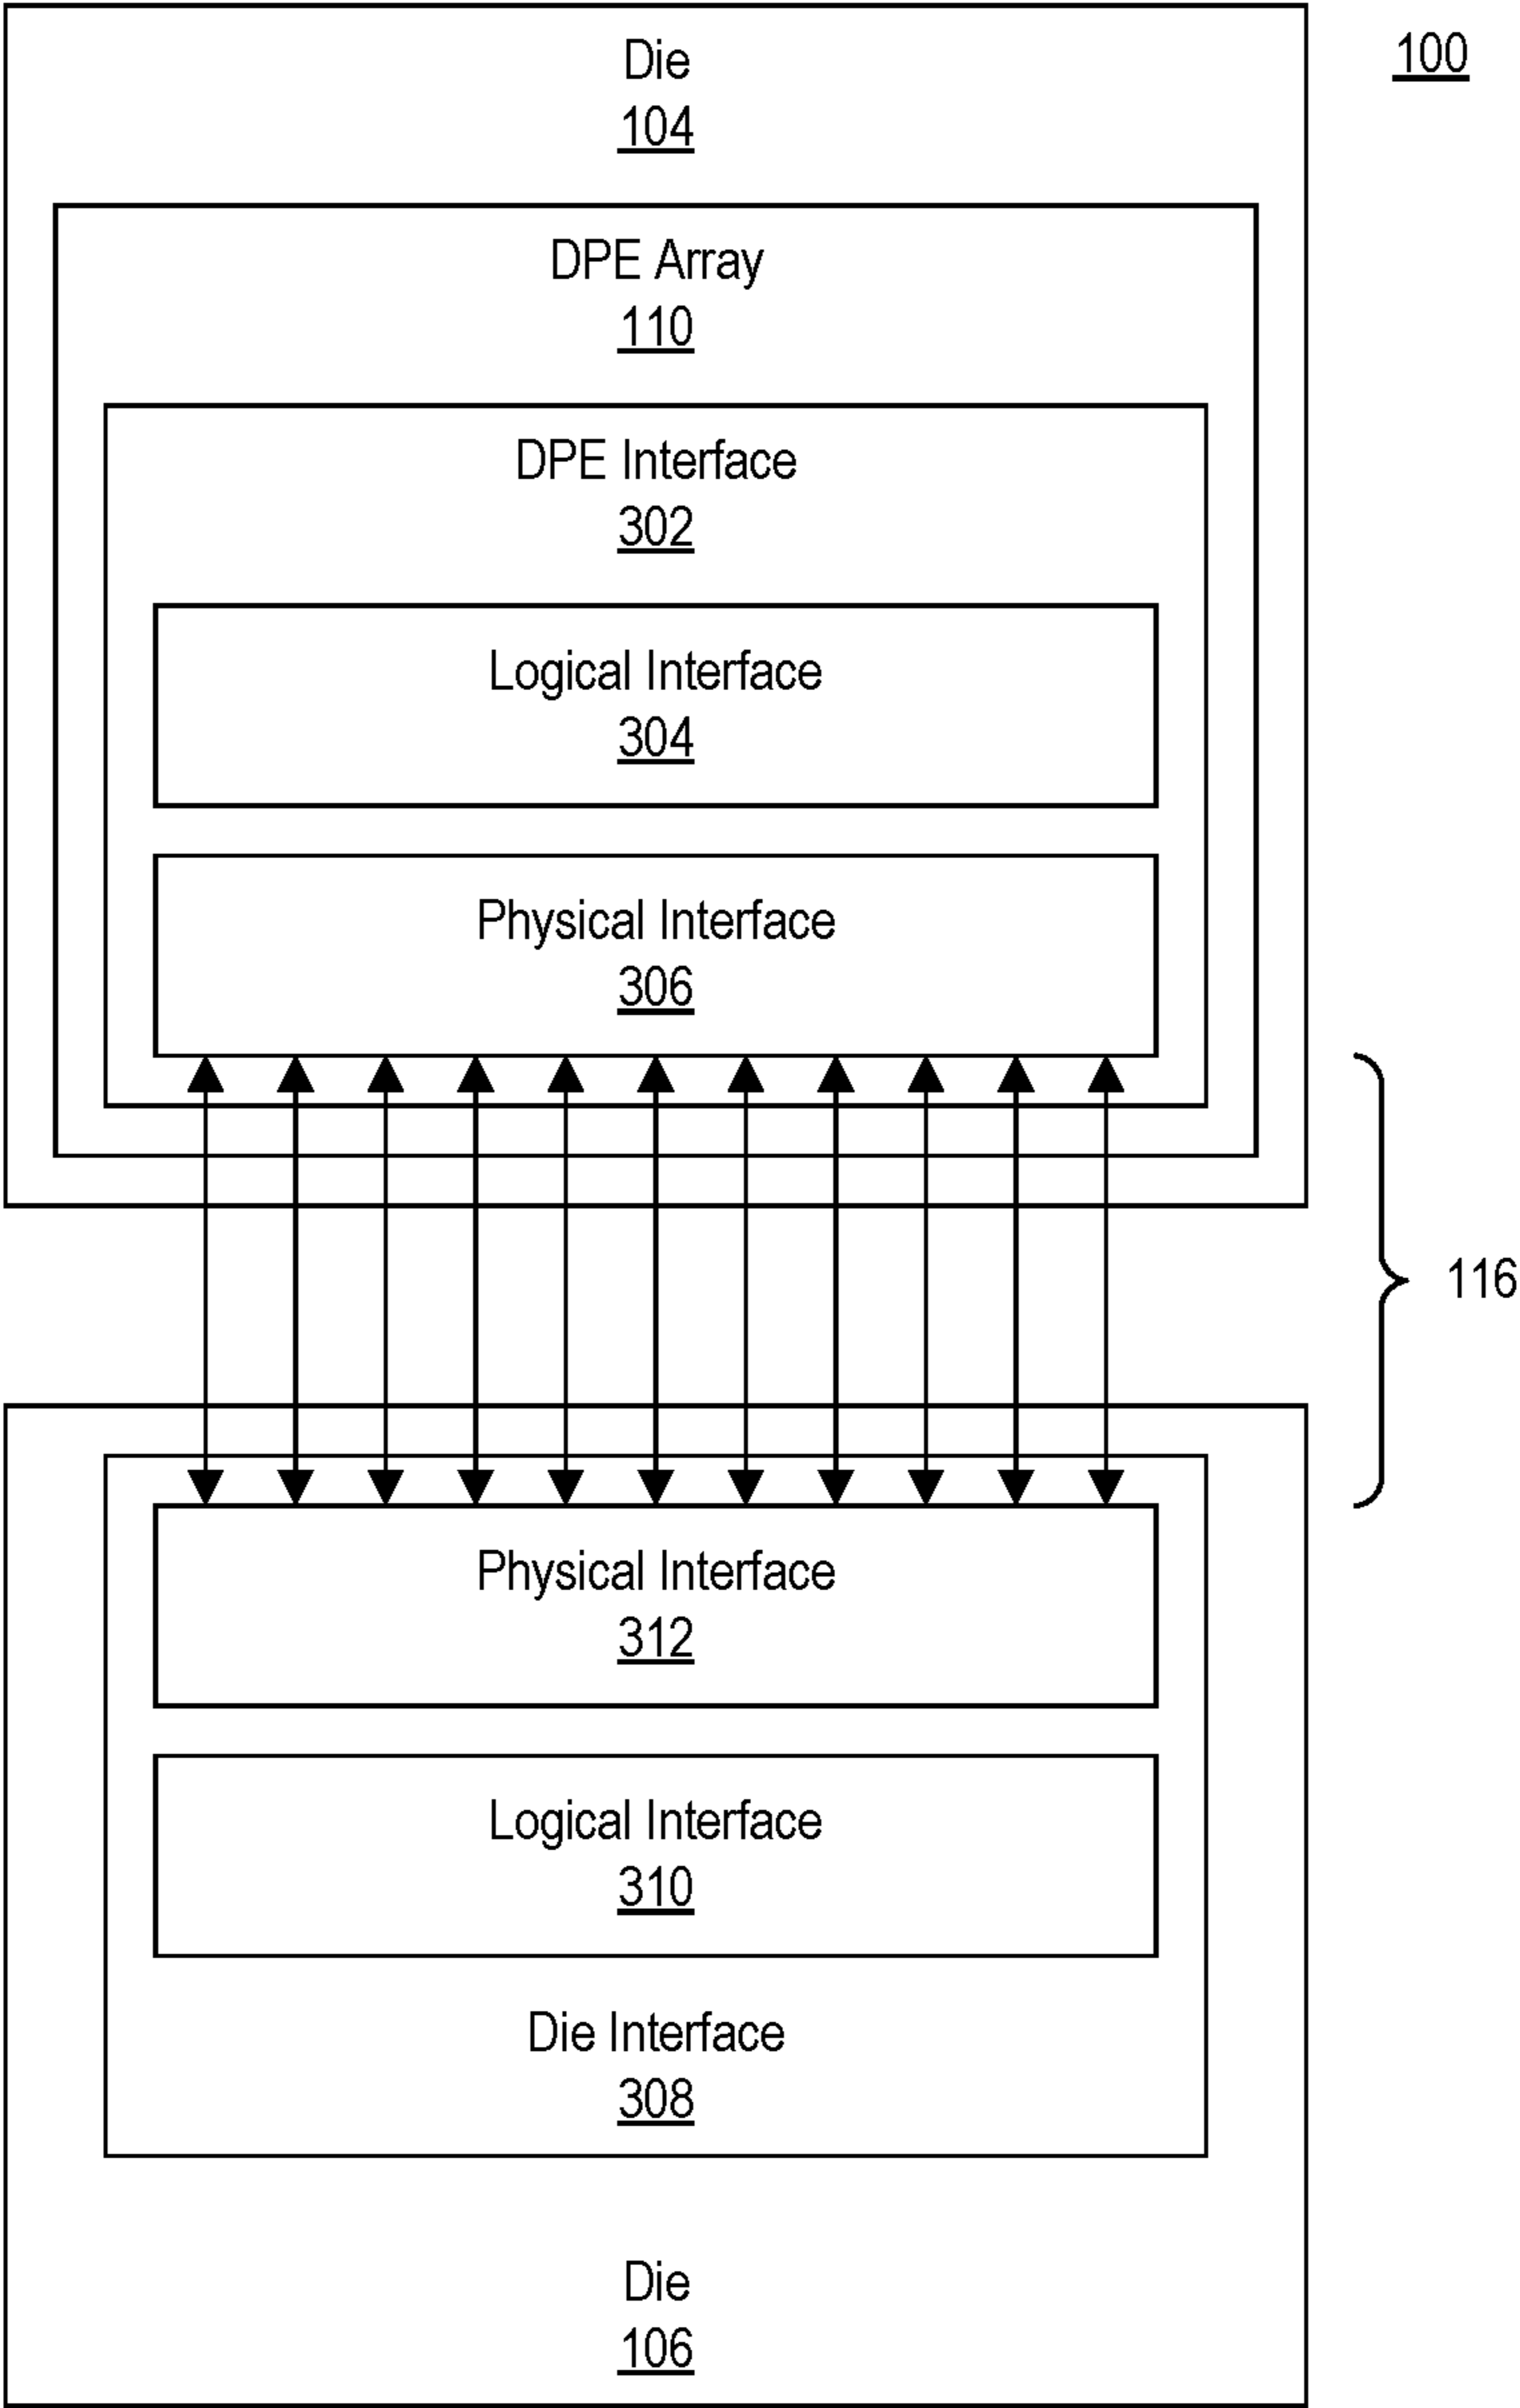 Die
104
100
DPE Array
110
DPE Interface
302
Logical Interface
304
Physical Interface
306
116
Physical Interface
312
Logical Interface
310
Die Interface
308
Die
106